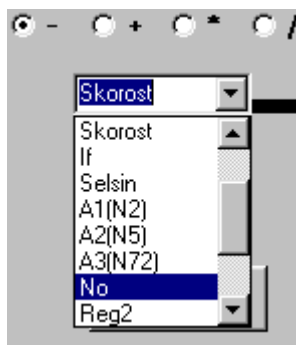 - + * /
Skorost
Skorost
If
Selsin
A1(N2)
A2(N5)
A3(N72)
No
Reg2